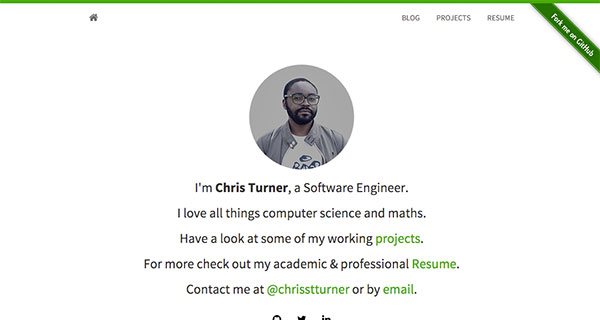 BLOG PROJECTS RESUME
Fork me on GitHub
I'm Chris Turner, a Software Engineer.
I love all things computer science and maths.
Have a look at some of my working projects.
For more check out my academic & professional Resume.
Contact me at @chrisstturner or by email.